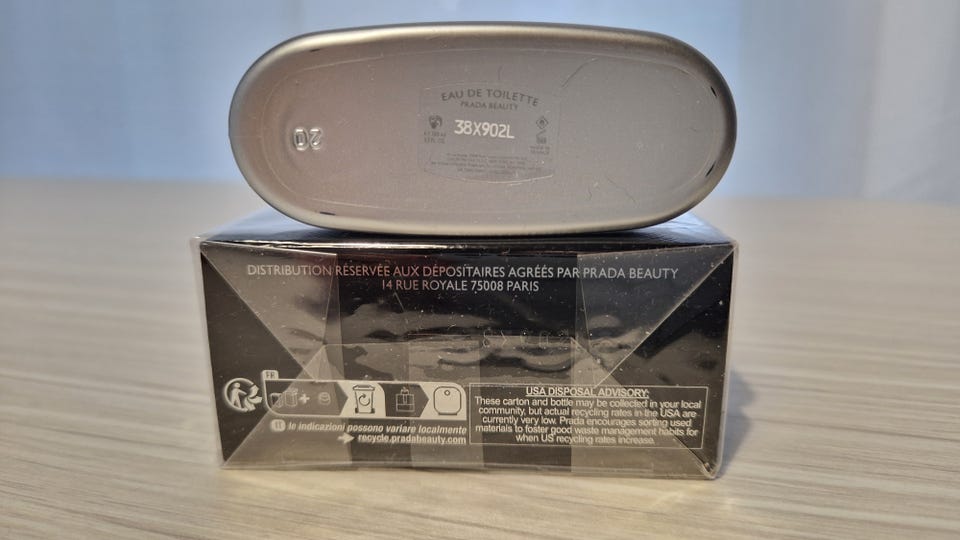 EAU DE TOILETTE
PRADA BEAUTY
38X902L
20
DISTRIBUTION RÉSERVÉE AUX DÉPOSITAIRES AGRÉÉS PAR PRADA BEAUTY
14 RUE ROYALE 75008 PARIS
FR
le indicazioni possono variare localmente
recycle.pradabeauty.com
USA DISPOSAL ADVISORY:
These carton and bottle may be collected in your local
community, but actual recycling rates in the USA are
currently very low. Prada encourages sorting used
materials to foster good waste management habits for
when US recycling rates increase.